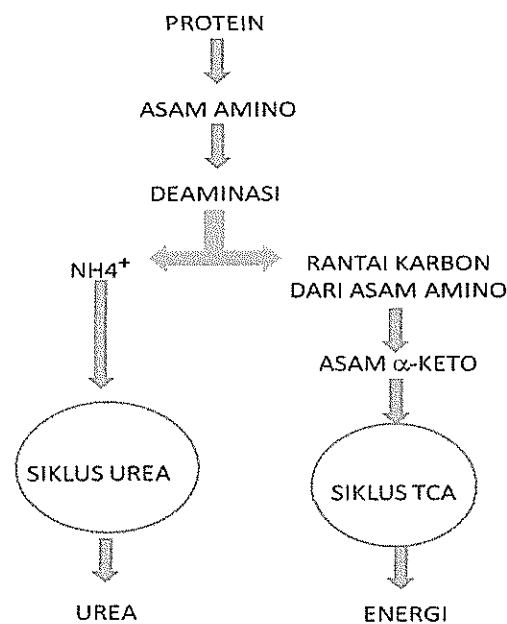 PROTEIN
ASAM AMINO
DEAMINASI
NH4⁺
RANTAI KARBON
DARI ASAM AMINO
ASAM α-KETO
SIKLUS UREA
SIKLUS TCA
UREA
ENERGI